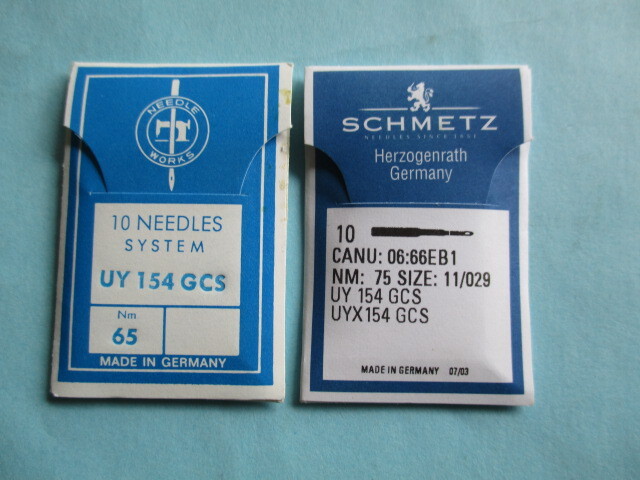 NEEDLE
WORKS
10 NEEDLES
SYSTEM
UY 154 GCS
Nm
65
MADE IN GERMANY
SCHMETZ
NEEDLES SINCE 1851
Herzogenrath
Germany
10
CANU: 06:66EB1
NM: 75 SIZE: 11/029
UY 154 GCS
UYX154 GCS
MADE IN GERMANY 07/03